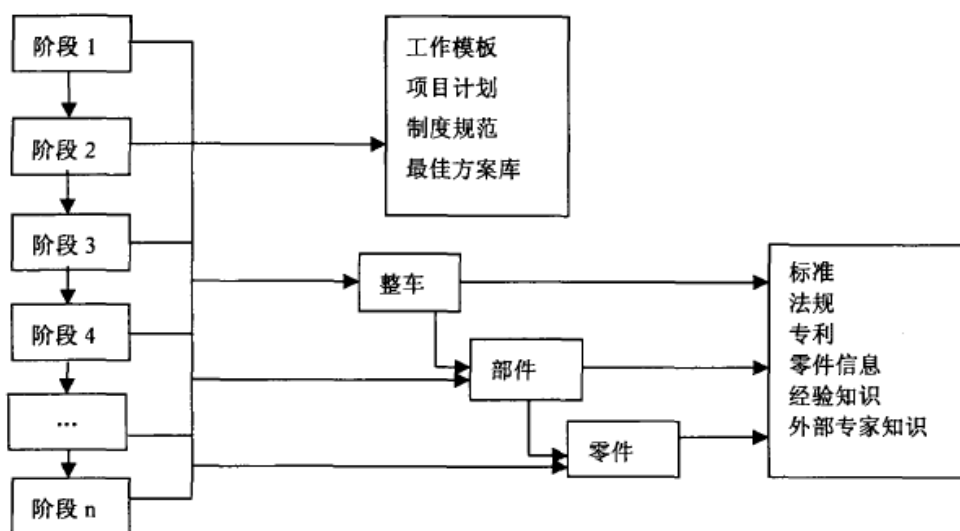 阶段 1
阶段 2
阶段 3
阶段 4
...
阶段 n
工作模板
项目计划
制度规范
最佳方案库
整车
部件
零件
标准
法规
专利
零件信息
经验知识
外部专家知识